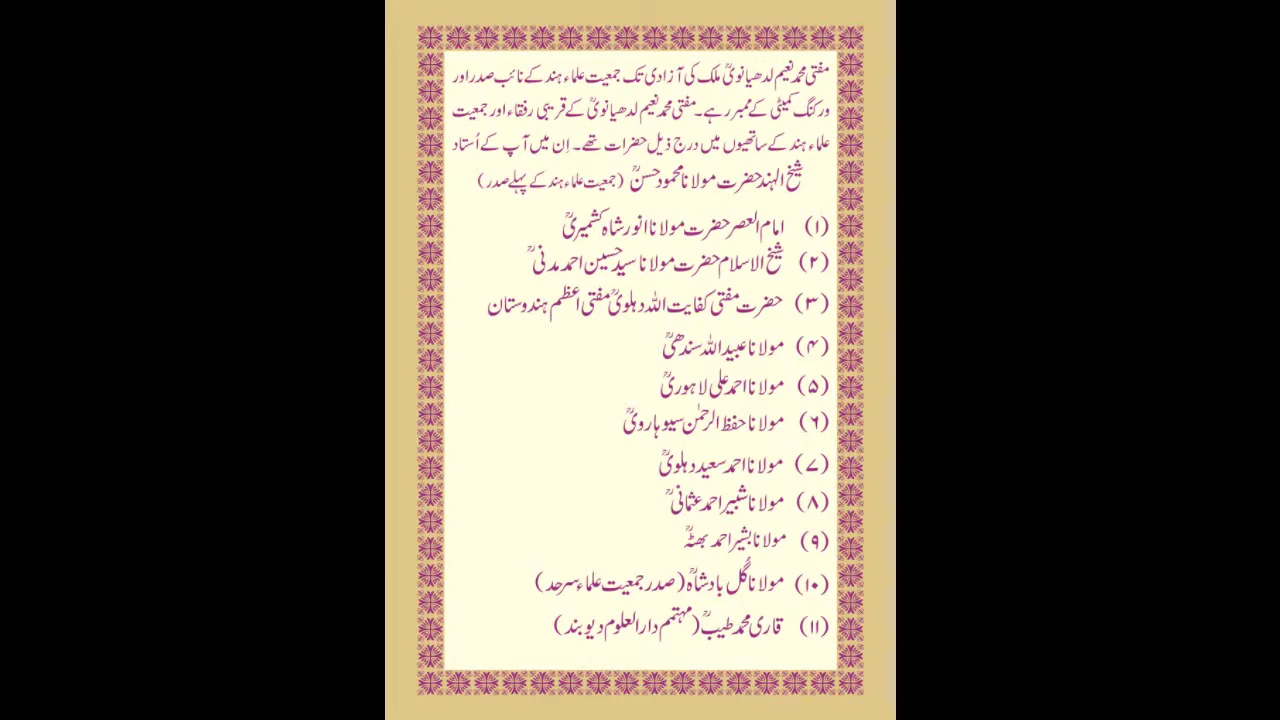 مفتی محمد نعیم لدھیانویؒ ملک کی آزادی تک جمعیت علماء ہند کے نائب صدر اور
ورکنگ کمیٹی کے ممبر رہے۔ مفتی محمد نعیم لدھیانویؒ کے قریبی رفقاء اور جمعیت
علماء ہند کے ساتھیوں میں درج ذیل حضرات تھے۔ اِن میں آپ کے اُستاد
شیخ الہند حضرت مولانا محمود حسنؒ (جمعیت علماء ہند کے پہلے صدر)
(۱) امام العصر حضرت مولانا انور شاہ کشمیریؒ
(۲) شیخ الاسلام حضرت مولانا سید حسین احمد مدنیؒ
(۳) حضرت مفتی کفایت اللہ دہلویؒ مفتی اعظم ہندوستان
(۴) مولانا عبید اللہ سندھیؒ
(۵) مولانا احمد علی لاہوریؒ
(۶) مولانا حفظ الرحمٰن سیوہارویؒ
(۷) مولانا احمد سعید دہلویؒ
(۸) مولانا شبیر احمد عثمانیؒ
(۹) مولانا بشیر احمد بھٹہؒ
(۱۰) مولانا گُل بادشاہؒ (صدر جمعیت علماء سرحد)
(۱۱) قاری محمد طیبؒ (مہتمم دارالعلوم دیوبند)